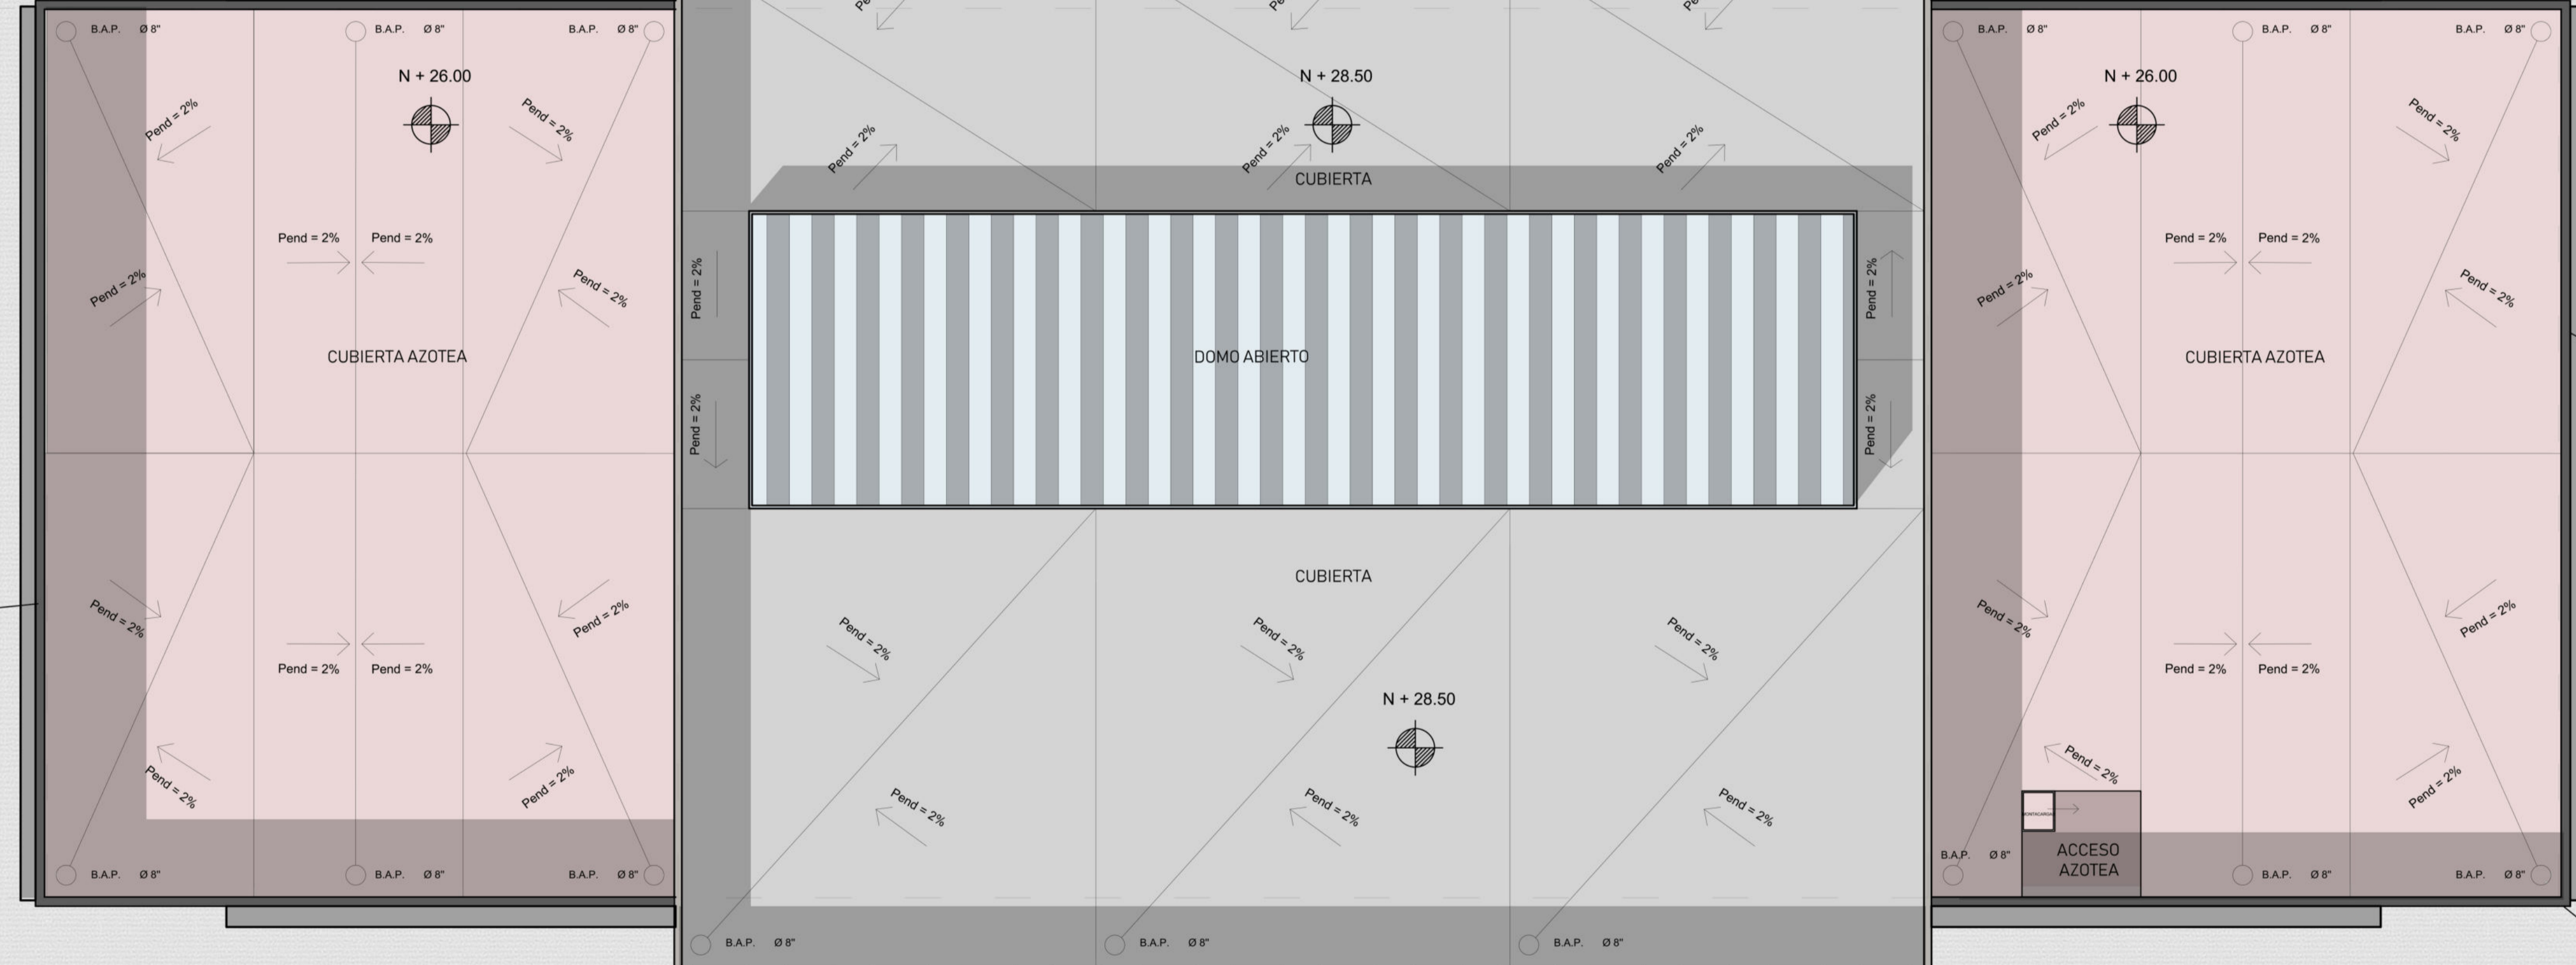 B.A.P. Ø 8"
B.A.P. Ø 8"
B.A.P. Ø 8"
N + 26.00
Pend = 2%
Pend = 2%
Pend = 2%
Pend = 2%
Pend = 2%
Pend = 2%
CUBIERTA AZOTEA
Pend = 2%
Pend = 2%
Pend = 2%
Pend = 2%
Pend = 2%
Pend = 2%
B.A.P. Ø 8"
B.A.P. Ø 8"
B.A.P. Ø 8"
N + 28.50
Pend = 2%
Pend = 2%
Pend = 2%
CUBIERTA
Pend = 2%
Pend = 2%
DOMO ABIERTO
Pend = 2%
Pend = 2%
CUBIERTA
Pend = 2%
Pend = 2%
Pend = 2%
N + 28.50
Pend = 2%
Pend = 2%
Pend = 2%
B.A.P. Ø 8"
B.A.P. Ø 8"
B.A.P. Ø 8"
B.A.P. Ø 8"
B.A.P. Ø 8"
B.A.P. Ø 8"
N + 26.00
Pend = 2%
Pend = 2%
Pend = 2%
Pend = 2%
Pend = 2%
Pend = 2%
CUBIERTA AZOTEA
Pend = 2%
Pend = 2%
Pend = 2%
Pend = 2%
Pend = 2%
Pend = 2%
MONTACARGA
ACCESO
AZOTEA
B.A.P. Ø 8"
B.A.P. Ø 8"
B.A.P. Ø 8"